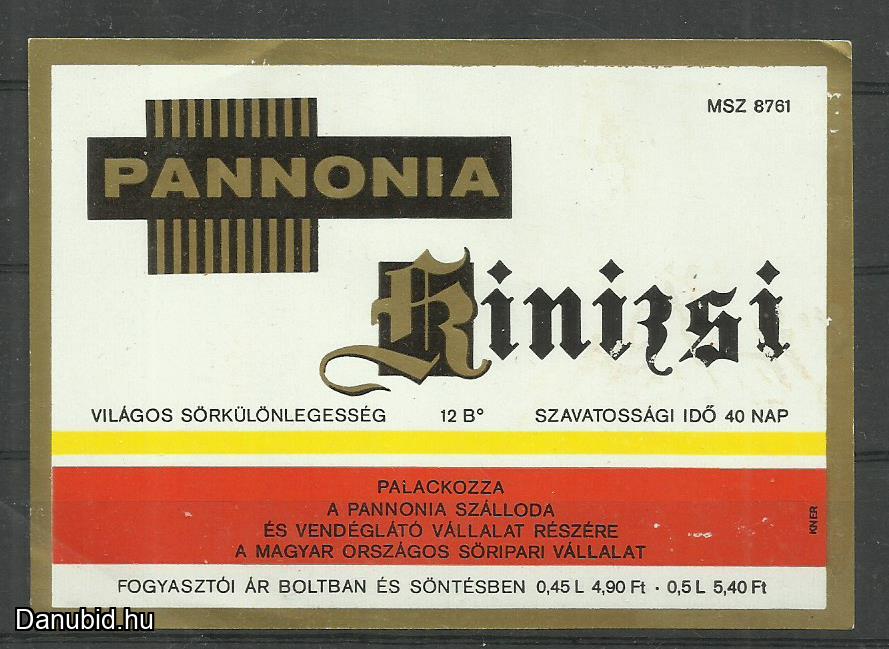 MSZ 8761
PANNONIA
Kinizsi
VILÁGOS SÖRKÜLÖNLEGESSÉG 12 B° SZAVATOSSÁGI IDŐ 40 NAP
PALACKOZZA
A PANNONIA SZÁLLODA
ÉS VENDÉGLÁTÓ VÁLLALAT RÉSZÉRE
A MAGYAR ORSZÁGOS SÖRIPARI VÁLLALAT
KNER
FOGYASZTÓI ÁR BOLTBAN ÉS SÖNTÉSBEN 0,45 L 4,90 Ft · 0,5 L 5,40 Ft
Danubid.hu